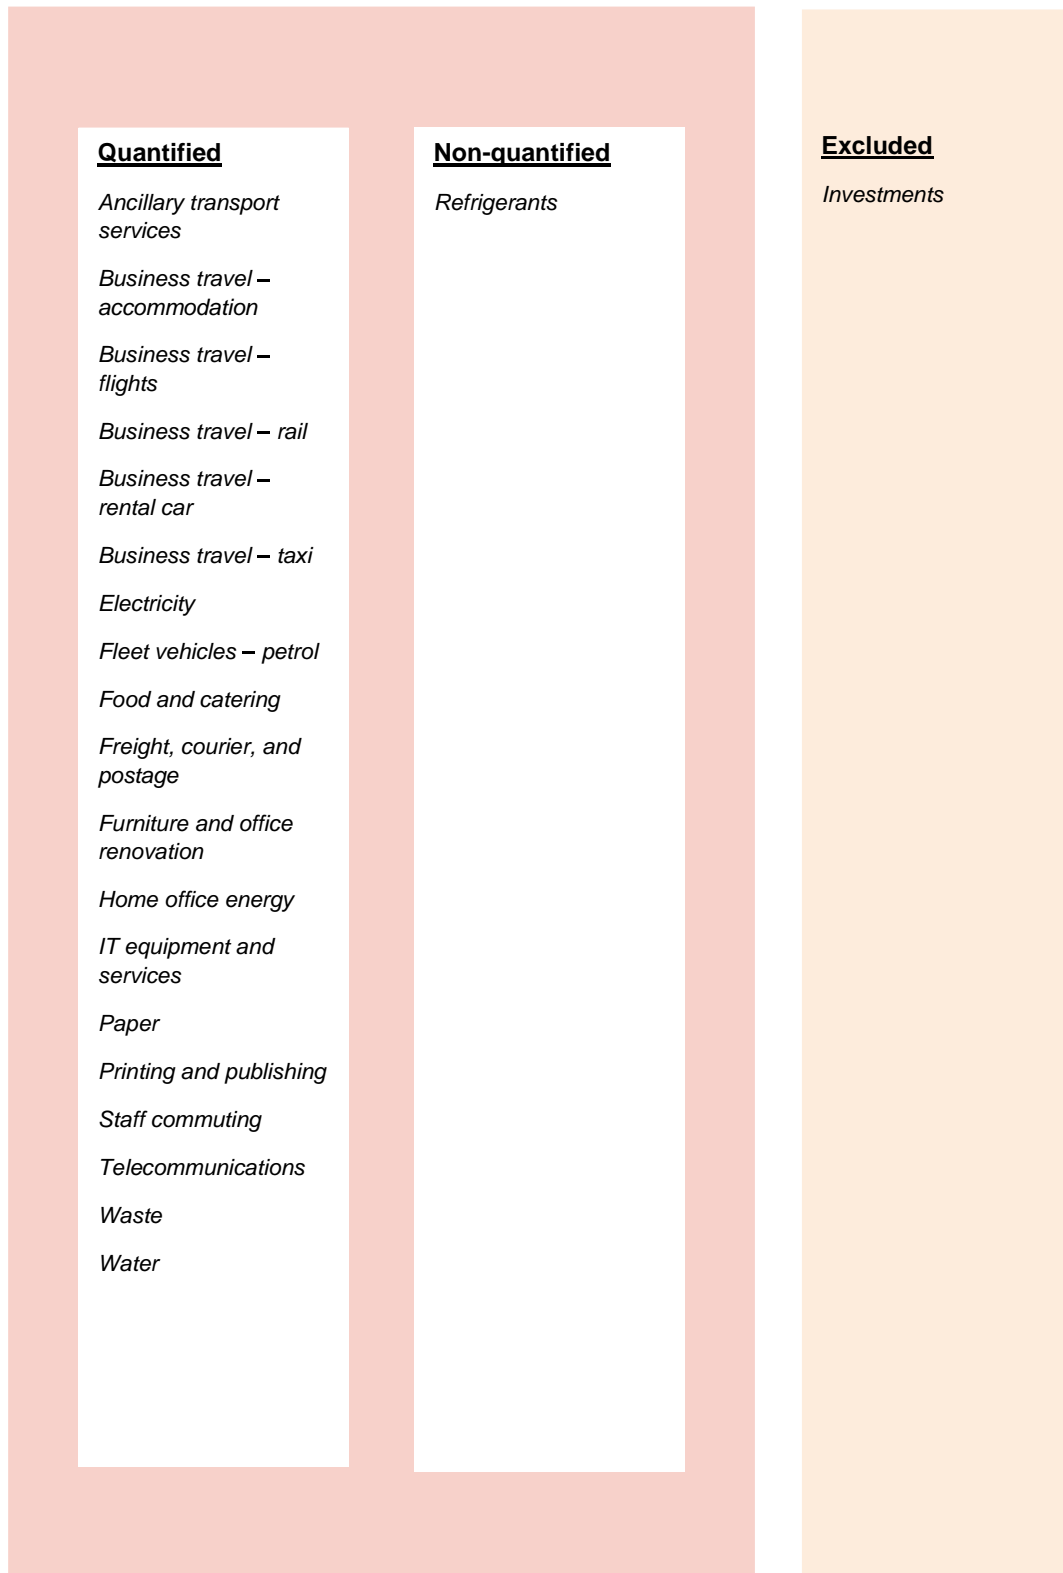 Quantified
Ancillary transport
services
Business travel –
accommodation
Business travel –
flights
Business travel – rail
Business travel –
rental car
Business travel – taxi
Electricity
Fleet vehicles – petrol
Food and catering
Freight, courier, and
postage
Furniture and office
renovation
Home office energy
IT equipment and
services
Paper
Printing and publishing
Staff commuting
Telecommunications
Waste
Water
Non-quantified
Refrigerants
Excluded
Investments